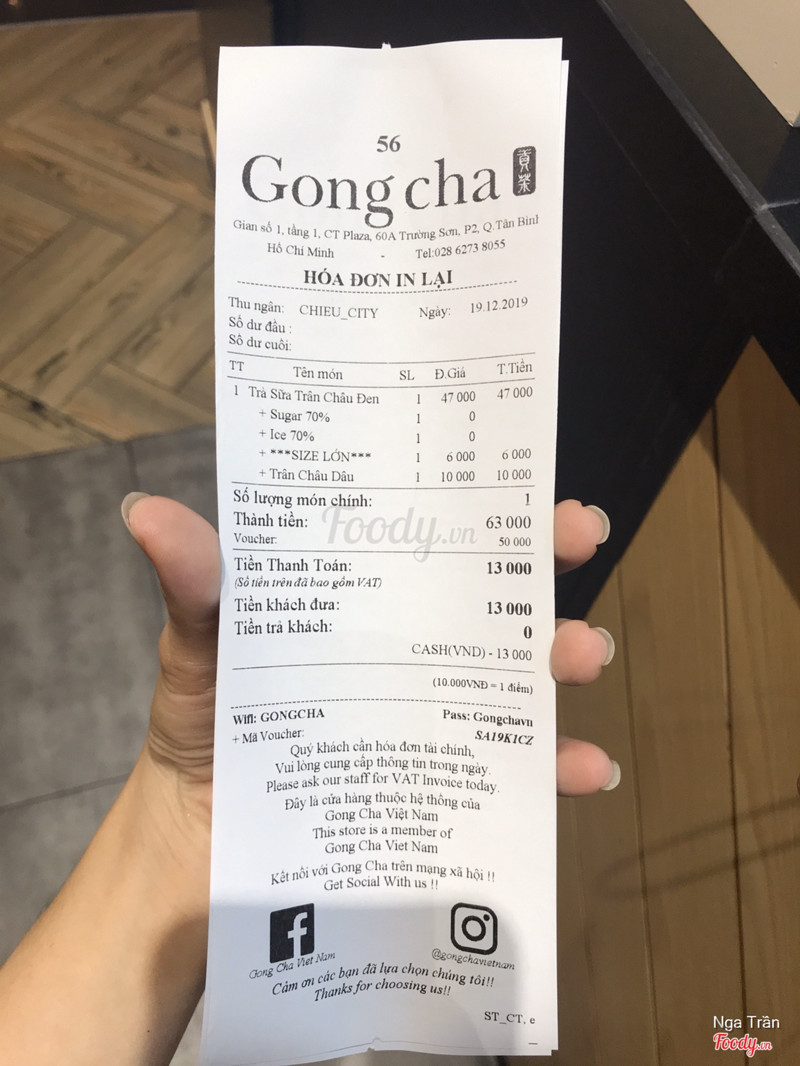 56
Gong cha 貢茶
Gian số 1, tầng 1, CT Plaza, 60A Trường Sơn, P2, Q.Tân Bình
Hồ Chí Minh - Tel:028 6273 8055
HÓA ĐƠN IN LẠI
Thu ngân: CHIEU_CITY Ngày: 19.12.2019
Số dư đầu :
Số dư cuối:
TT Tên món SL Đ.Giá T.Tiền
1 Trà Sữa Trân Châu Đen 1 47 000 47 000
+ Sugar 70% 1 0
+ Ice 70% 1 0
+ ***SIZE LỚN*** 1 6 000 6 000
+ Trân Châu Dâu 1 10 000 10 000
Số lượng món chính: 1
Thành tiền: 63 000
Voucher: 50 000
Foody.vn
Tiền Thanh Toán: 13 000
(Số tiền trên đã bao gồm VAT)
Tiền khách đưa: 13 000
Tiền trả khách: 0
CASH(VND) - 13 000
(10.000VNĐ = 1 điểm)
Wifi: GONGCHA Pass: Gongchavn
+ Mã Voucher: SA19K1CZ
Quý khách cần hóa đơn tài chính,
Vui lòng cung cấp thông tin trong ngày.
Please ask our staff for VAT Invoice today.
Đây là cửa hàng thuộc hệ thống của
Gong Cha Việt Nam
This store is a member of
Gong Cha Viet Nam
Kết nối với Gong Cha trên mạng xã hội !!
Get Social With us !!
Gong Cha Viet Nam @gongchavietnam
Cảm ơn các bạn đã lựa chọn chúng tôi!!
Thanks for choosing us!!
ST_CT, e
Nga Trần
Foody.vn